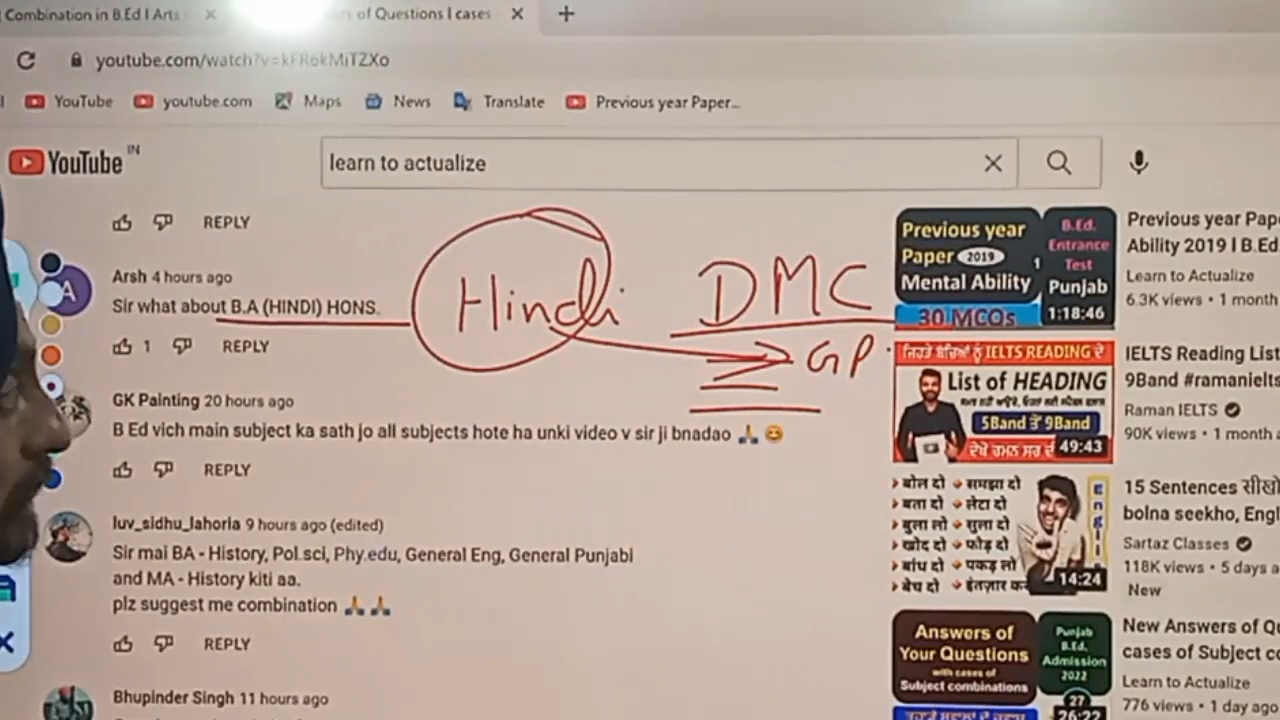 Combination in B.Ed I Arts
of Questions I cases
youtube.com/watch?v=kFR6kMiTZXo
YouTube
youtube.com
Maps
News
Translate
Previous year Paper...
YouTube IN
learn to actualize
REPLY
Arsh 4 hours ago
Sir what about B.A (HINDI) HONS.
1 REPLY
Hindi
DMC
GP
GK Painting 20 hours ago
B Ed vich main subject ka sath jo all subjects hote ha unki video v sir ji bnadao 🙏 😊
REPLY
luv_sidhu_lahoria 9 hours ago (edited)
Sir mai BA - History, Pol.sci, Phy.edu, General Eng, General Punjabi
and MA - History kiti aa.
plz suggest me combination 🙏🙏
REPLY
Bhupinder Singh 11 hours ago
A
Previous year
Paper 2019
Mental Ability
30 MCQs
1
B.Ed.
Entrance
Test
Punjab
1:18:46
Previous year Pap
Ability 2019 I B.Ed
Learn to Actualize
6.3K views • 1 month
ਜਿਹੜੇ ਬੱਚਿਆਂ ਨੂੰ IELTS READING ਦੇ
List of HEADING
5Band ਤੋਂ 9Band
49:43
IELTS Reading List
9Band #ramanielts
Raman IELTS
90K views • 1 month a
बोल दो
समझा दो
बता दो
लेटा दो
बुला लो
सुला दो
खोद दो
फोड़ दो
बांध दो
पकड़ लो
बेच दो
इंतज़ार कर
Engli
14:24
15 Sentences सीखो
bolna seekho, Engl
Sartaz Classes
118K views • 5 days a
New
Answers of
Your Questions
with cases of
Subject combinations
Punjab
B.Ed.
Admission
2022
27
26:22
New Answers of Qu
cases of Subject co
Learn to Actualize
776 views • 1 day ago